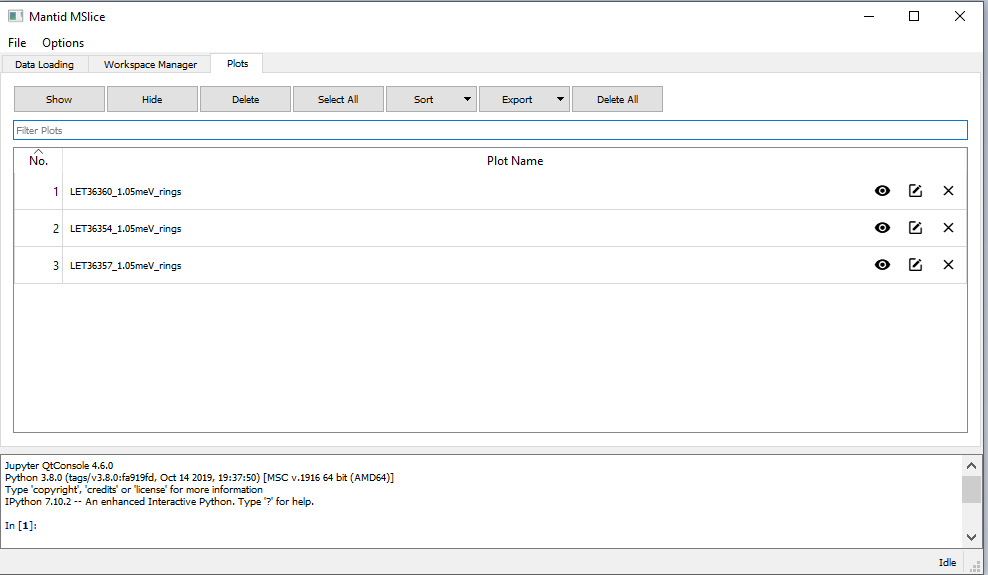 Mantid MSlice
File Options
Data Loading Workspace Manager Plots
Show Hide Delete Select All Sort Export Delete All
Filter Plots
No. Plot Name
1 LET36360_1.05meV_rings
2 LET36354_1.05meV_rings
3 LET36357_1.05meV_rings
Jupyter QtConsole 4.6.0
Python 3.8.0 (tags/v3.8.0:fa919fd, Oct 14 2019, 19:37:50) [MSC v.1916 64 bit (AMD64)]
Type 'copyright', 'credits' or 'license' for more information
IPython 7.10.2 -- An enhanced Interactive Python. Type '?' for help.
In [1]:
Idle